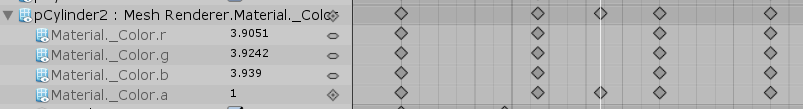 pCylinder2 : Mesh Renderer.Material._Colo
Material._Color.r 3.9051
Material._Color.g 3.9242
Material._Color.b 3.939
Material._Color.a 1